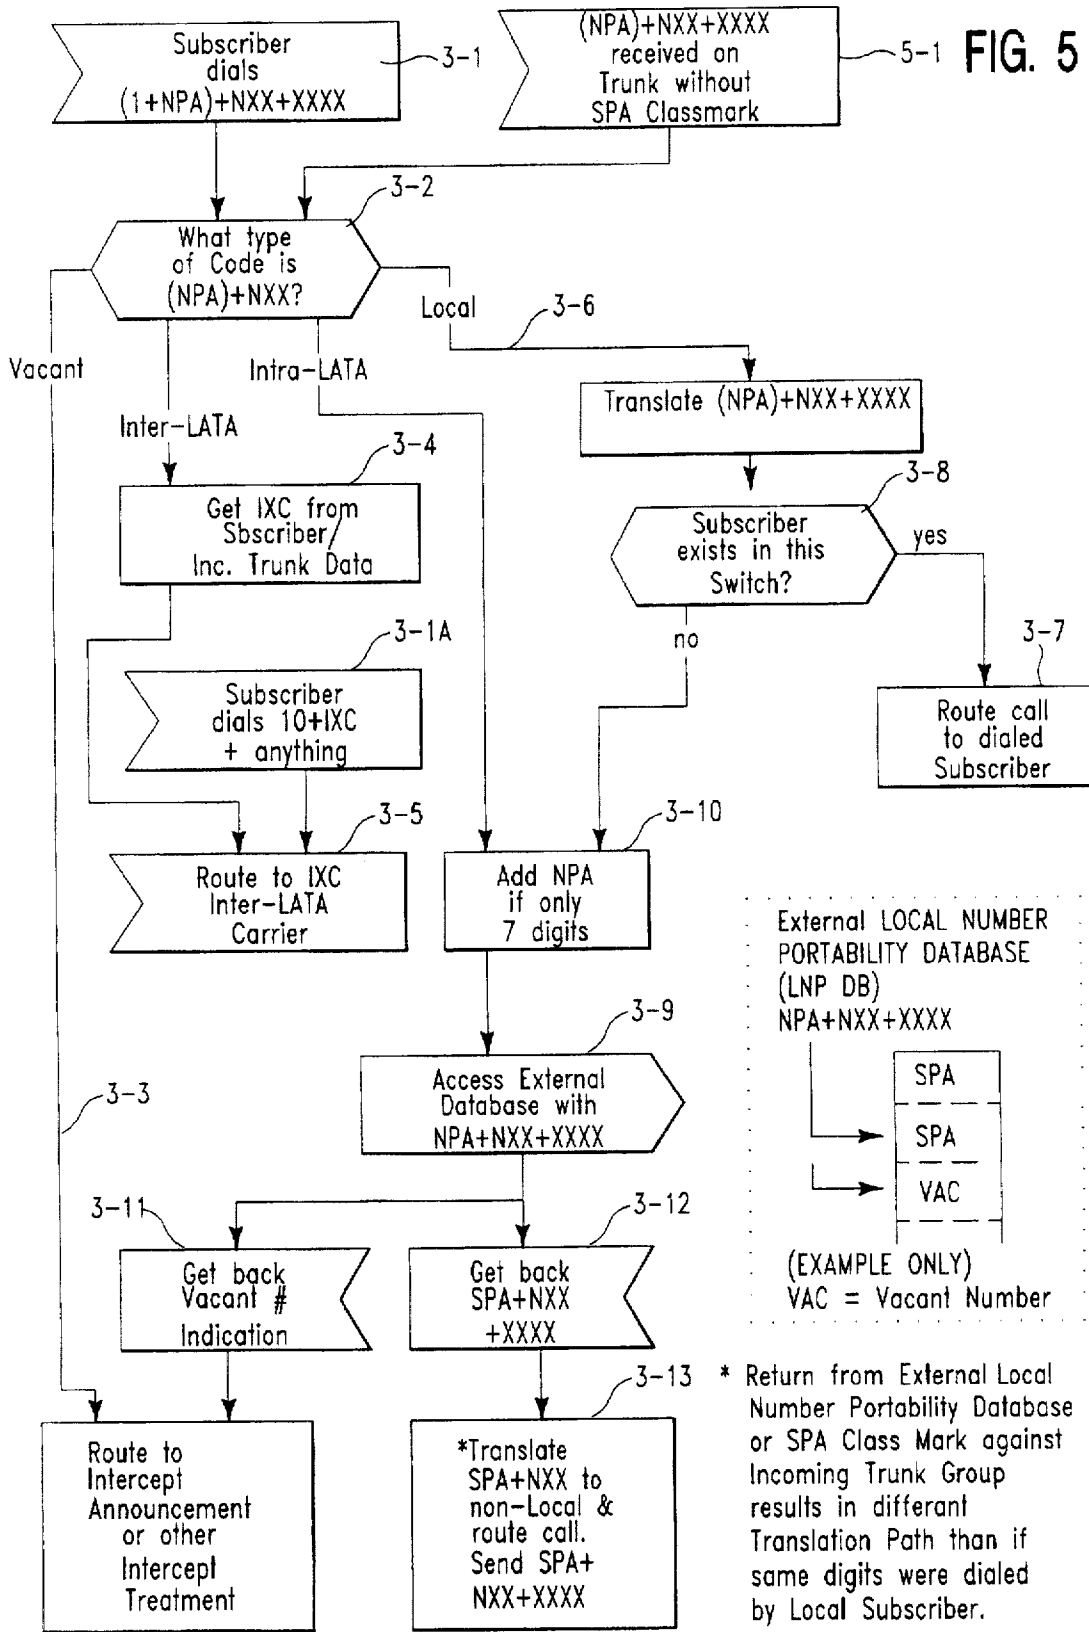 Subscriber
dials
(1+NPA)+NXX+XXXX
3-1
(NPA)+NXX+XXXX
received on
Trunk without
SPA Classmark
5-1
FIG. 5
3-2
What type
of Code is
(NPA)+NXX?
Vacant
Inter-LATA
Intra-LATA
Local
3-6
Translate (NPA)+NXX+XXXX
3-4
Get IXC from
Sbscriber/
Inc. Trunk Data
3-8
Subscriber
exists in this
Switch?
yes
no
3-7
Route call
to dialed
Subscriber
3-1A
Subscriber
dials 10+IXC
+ anything
3-5
Route to IXC
Inter-LATA
Carrier
3-10
Add NPA
if only
7 digits
3-9
Access External
Database with
NPA+NXX+XXXX
External LOCAL NUMBER
PORTABILITY DATABASE
(LNP DB)
NPA+NXX+XXXX
SPA
SPA
VAC
(EXAMPLE ONLY)
VAC = Vacant Number
3-3
3-11
Get back
Vacant #
Indication
3-12
Get back
SPA+NXX
+XXXX
Route to
Intercept
Announcement
or other
Intercept
Treatment
3-13
*Translate
SPA+NXX to
non-Local &
route call.
Send SPA+
NXX+XXXX
* Return from External Local
Number Portability Database
or SPA Class Mark against
Incoming Trunk Group
results in differant
Translation Path than if
same digits were dialed
by Local Subscriber.